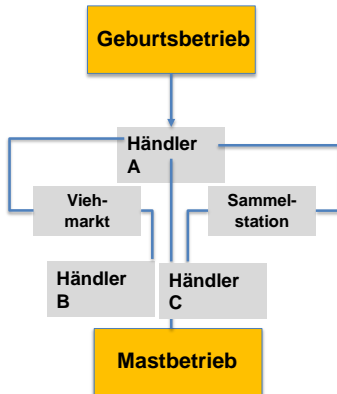 Geburtsbetrieb
Händler
A
Vieh-
markt
Sammel-
station
Händler
B
Händler
C
Mastbetrieb